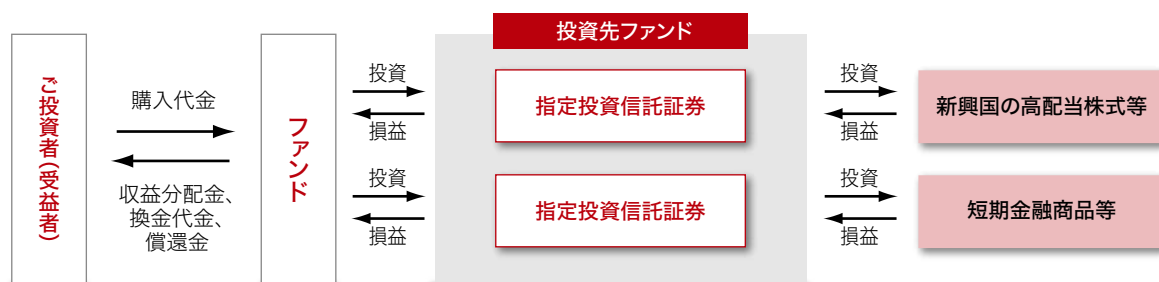 ご投資者(受益者)
購入代金
収益分配金、
換金代金、
償還金
ファンド
投資
損益
投資
損益
投資先ファンド
指定投資信託証券
指定投資信託証券
投資
損益
投資
損益
新興国の高配当株式等
短期金融商品等